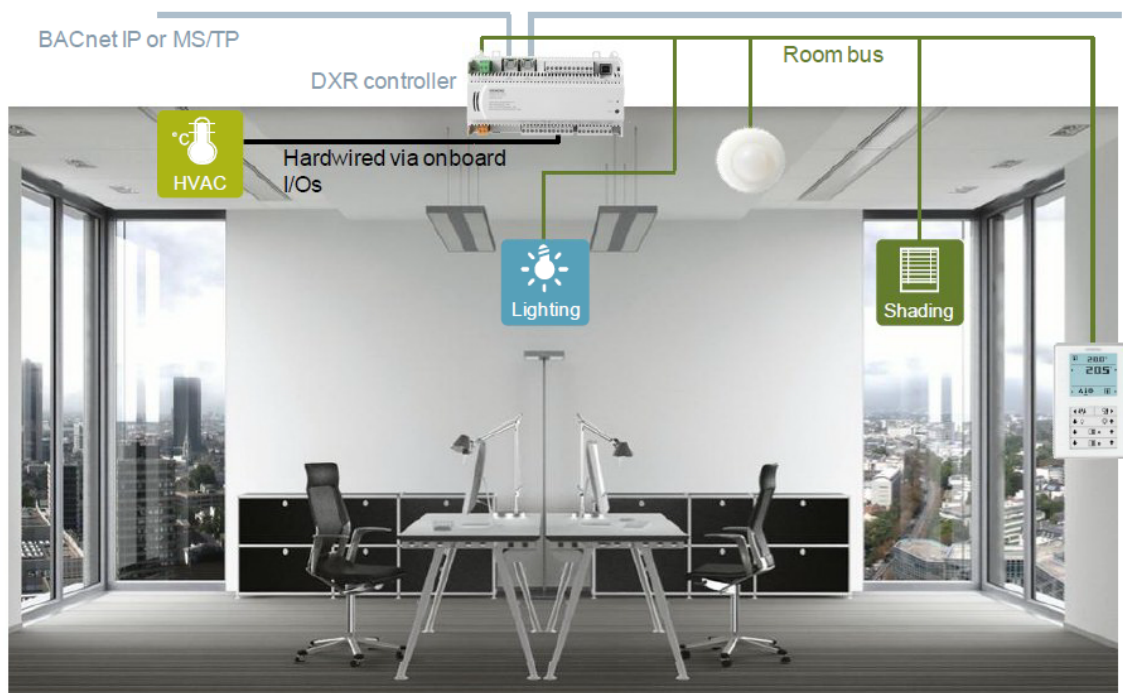 BACnet IP or MS/TP
Room bus
DXR controller
°C
HVAC
Hardwired via onboard
I/Os
Lighting
Shading